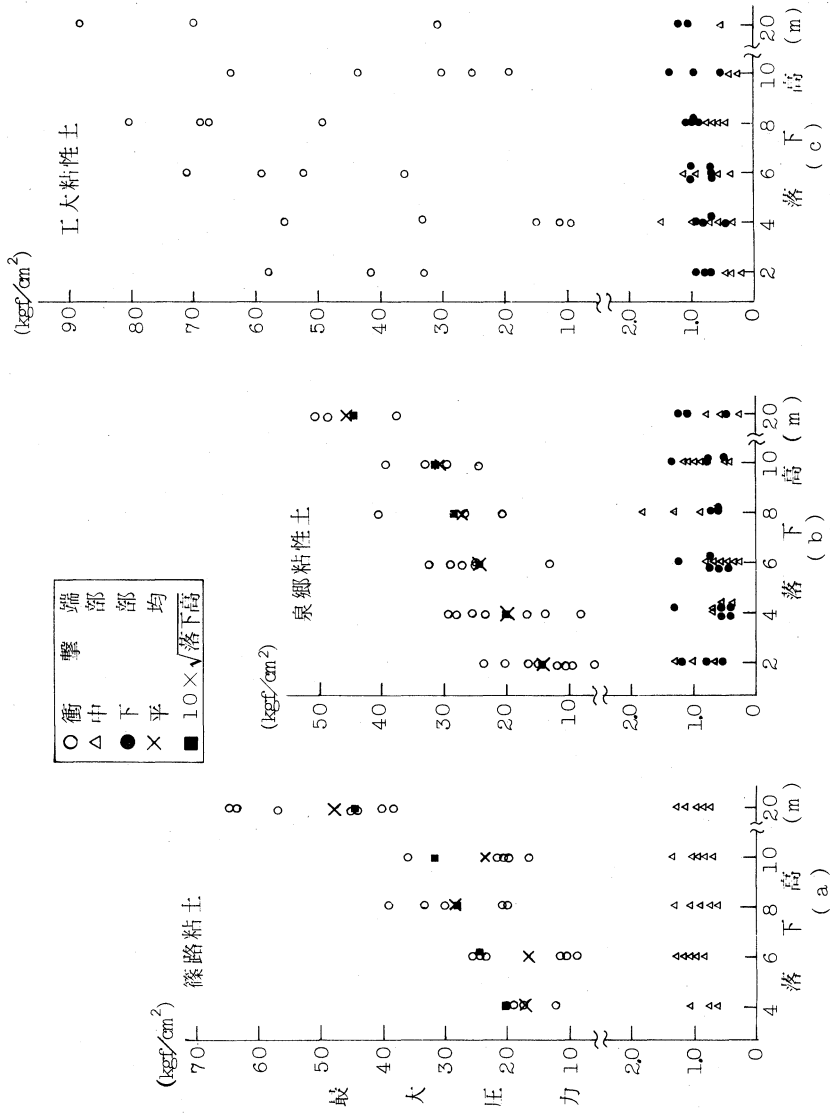 ○ 衝撃端部
△ 中部
● 下部
× 平均
■ 10×√落下高
最大圧力
(kgf/cm²)
篠路粘土
70
60
50
40
30
20
10
2.0
1.0
0
4 6 8 10 20
落下高 (m)
(a)
(kgf/cm²)
泉郷粘性土
50
40
30
20
10
2.0
1.0
0
2 4 6 8 10 20
落下高 (m)
(b)
(kgf/cm²)
工大粘性土
90
80
70
60
50
40
30
20
10
2.0
1.0
0
2 4 6 8 10 20
落下高 (m)
(c)